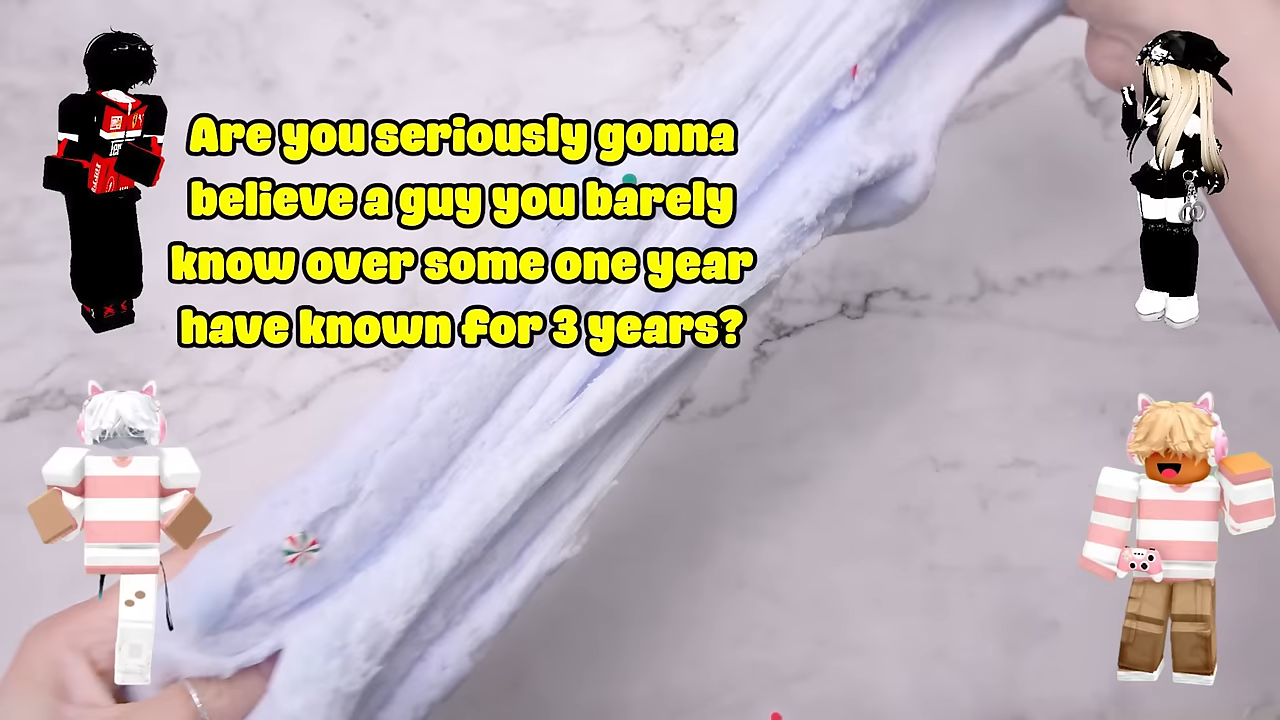 Are you seriously gonna
believe a guy you barely
know over some one year
have known for 3 years?